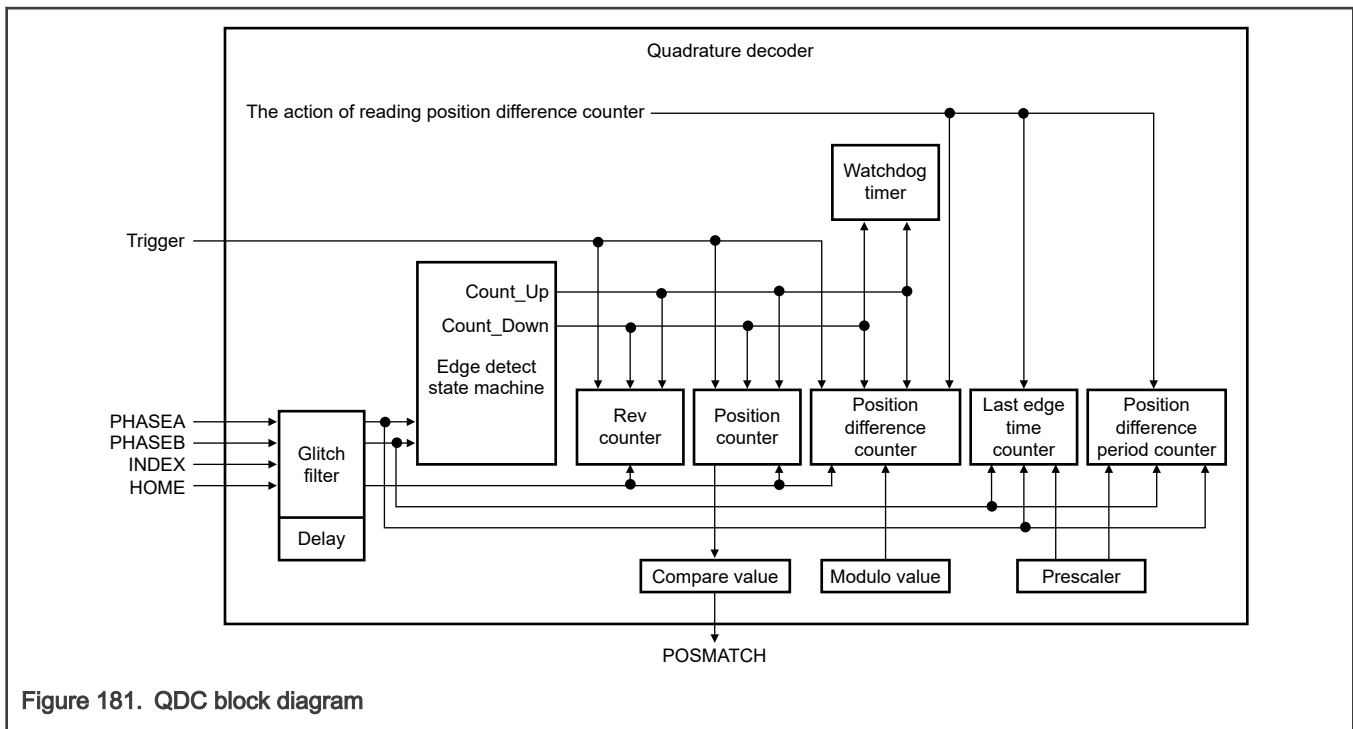 Quadrature decoder
The action of reading position difference counter
Watchdog
timer
Trigger
Count_Up
Count_Down
Edge detect
state machine
PHASEA
PHASEB
INDEX
HOME
Glitch
filter
Delay
Rev
counter
Position
counter
Position
difference
counter
Last edge
time
counter
Position
difference
period counter
Compare value
Modulo value
Prescaler
POSMATCH
Figure 181. QDC block diagram